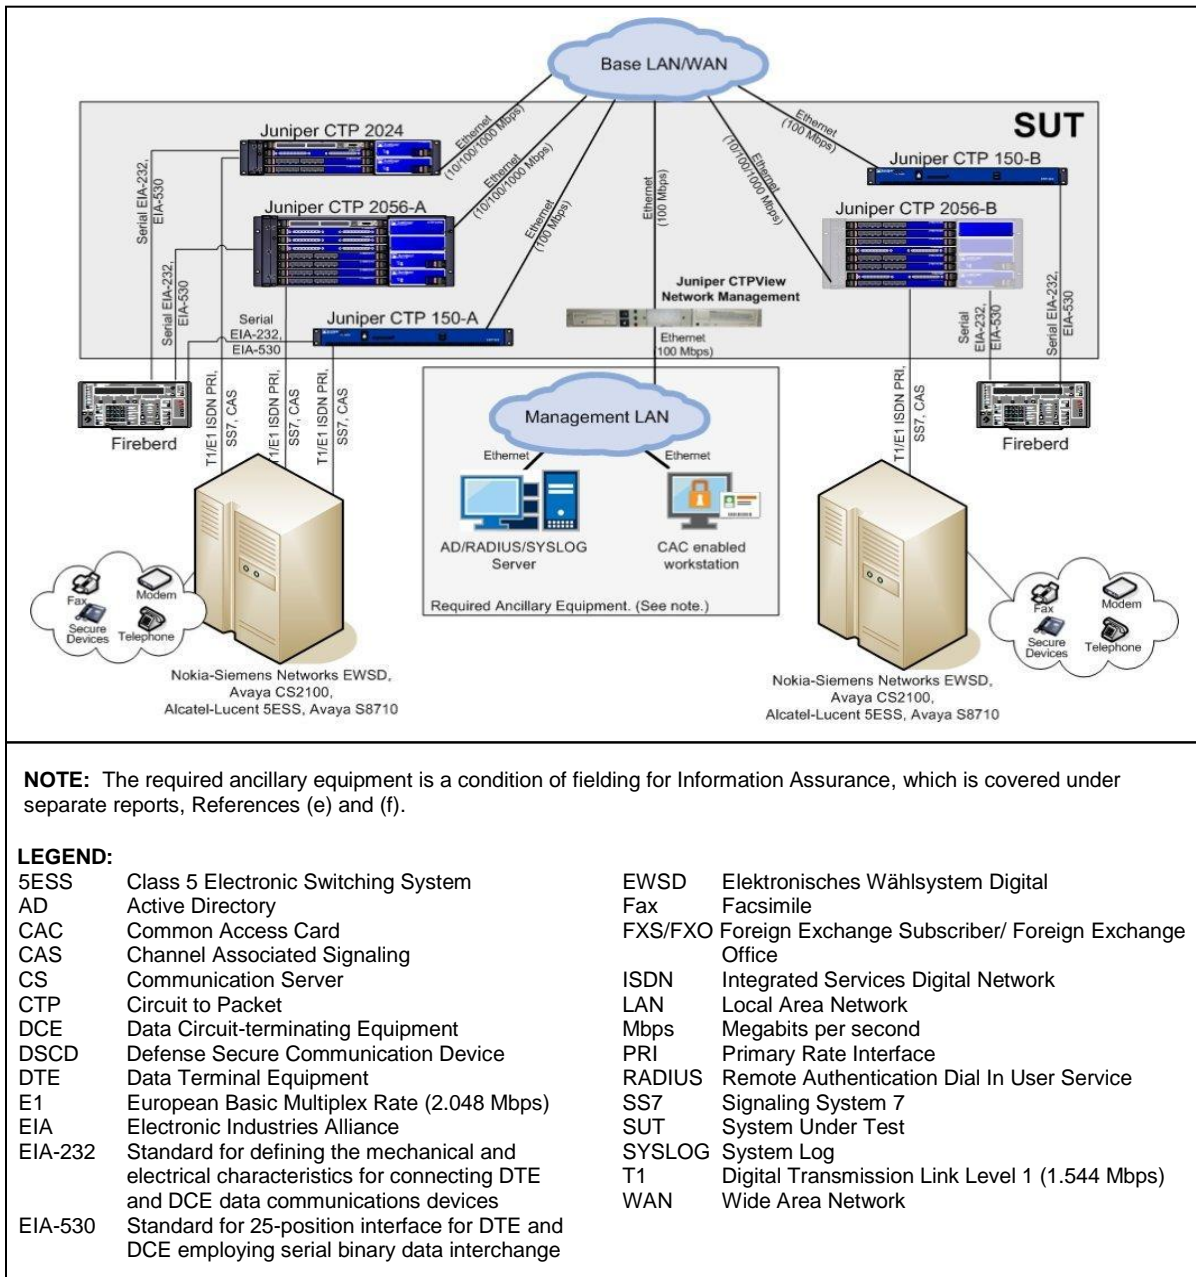 Base LAN/WAN
SUT
Juniper CTP 2024
Ethernet
(10/100/1000 Mbps)
Ethernet
(10/100/1000 Mbps)
Ethernet
(100 Mbps)
Ethernet
(100 Mbps)
Ethernet
(10/100/1000 Mbps)
Ethernet
(100 Mbps)
Juniper CTP 150-B
Serial EIA-232,
EIA-530
Juniper CTP 2056-A
Juniper CTP 2056-B
Serial EIA-232,
EIA-530
Juniper CTPView
Network Management
Serial
EIA-232,
EIA-530
Juniper CTP 150-A
Ethernet
(100 Mbps)
Serial
EIA-232,
EIA-530
Serial EIA-232,
EIA-530
Fireberd
T1/E1 ISDN PRI,
SS7, CAS
T1/E1 ISDN PRI,
SS7, CAS
T1/E1 ISDN PRI,
SS7, CAS
Management LAN
Ethernet
Ethernet
AD/RADIUS/SYSLOG
Server
CAC enabled
workstation
Required Ancillary Equipment. (See note.)
T1/E1 ISDN PRI,
SS7, CAS
Fireberd
Fax
Modem
Secure
Devices
Telephone
Nokia-Siemens Networks EWSD,
Avaya CS2100,
Alcatel-Lucent 5ESS, Avaya S8710
Fax
Modem
Secure
Devices
Telephone
Nokia-Siemens Networks EWSD,
Avaya CS2100,
Alcatel-Lucent 5ESS, Avaya S8710
NOTE: The required ancillary equipment is a condition of fielding for Information Assurance, which is covered under
separate reports, References (e) and (f).
LEGEND:
5ESS Class 5 Electronic Switching System
AD Active Directory
CAC Common Access Card
CAS Channel Associated Signaling
CS Communication Server
CTP Circuit to Packet
DCE Data Circuit-terminating Equipment
DSCD Defense Secure Communication Device
DTE Data Terminal Equipment
E1 European Basic Multiplex Rate (2.048 Mbps)
EIA Electronic Industries Alliance
EIA-232 Standard for defining the mechanical and
electrical characteristics for connecting DTE
and DCE data communications devices
EIA-530 Standard for 25-position interface for DTE and
DCE employing serial binary data interchange
EWSD Elektronisches Wählsystem Digital
Fax Facsimile
FXS/FXO Foreign Exchange Subscriber/ Foreign Exchange
Office
ISDN Integrated Services Digital Network
LAN Local Area Network
Mbps Megabits per second
PRI Primary Rate Interface
RADIUS Remote Authentication Dial In User Service
SS7 Signaling System 7
SUT System Under Test
SYSLOG System Log
T1 Digital Transmission Link Level 1 (1.544 Mbps)
WAN Wide Area Network